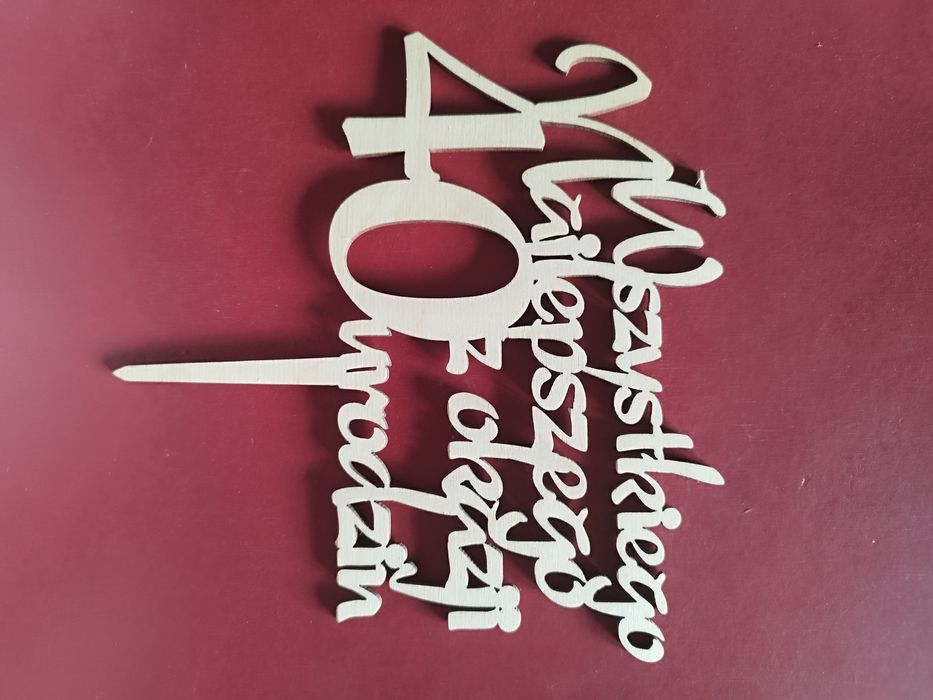 Wszystkiego
Najlepszego
z okazji
40 urodzin